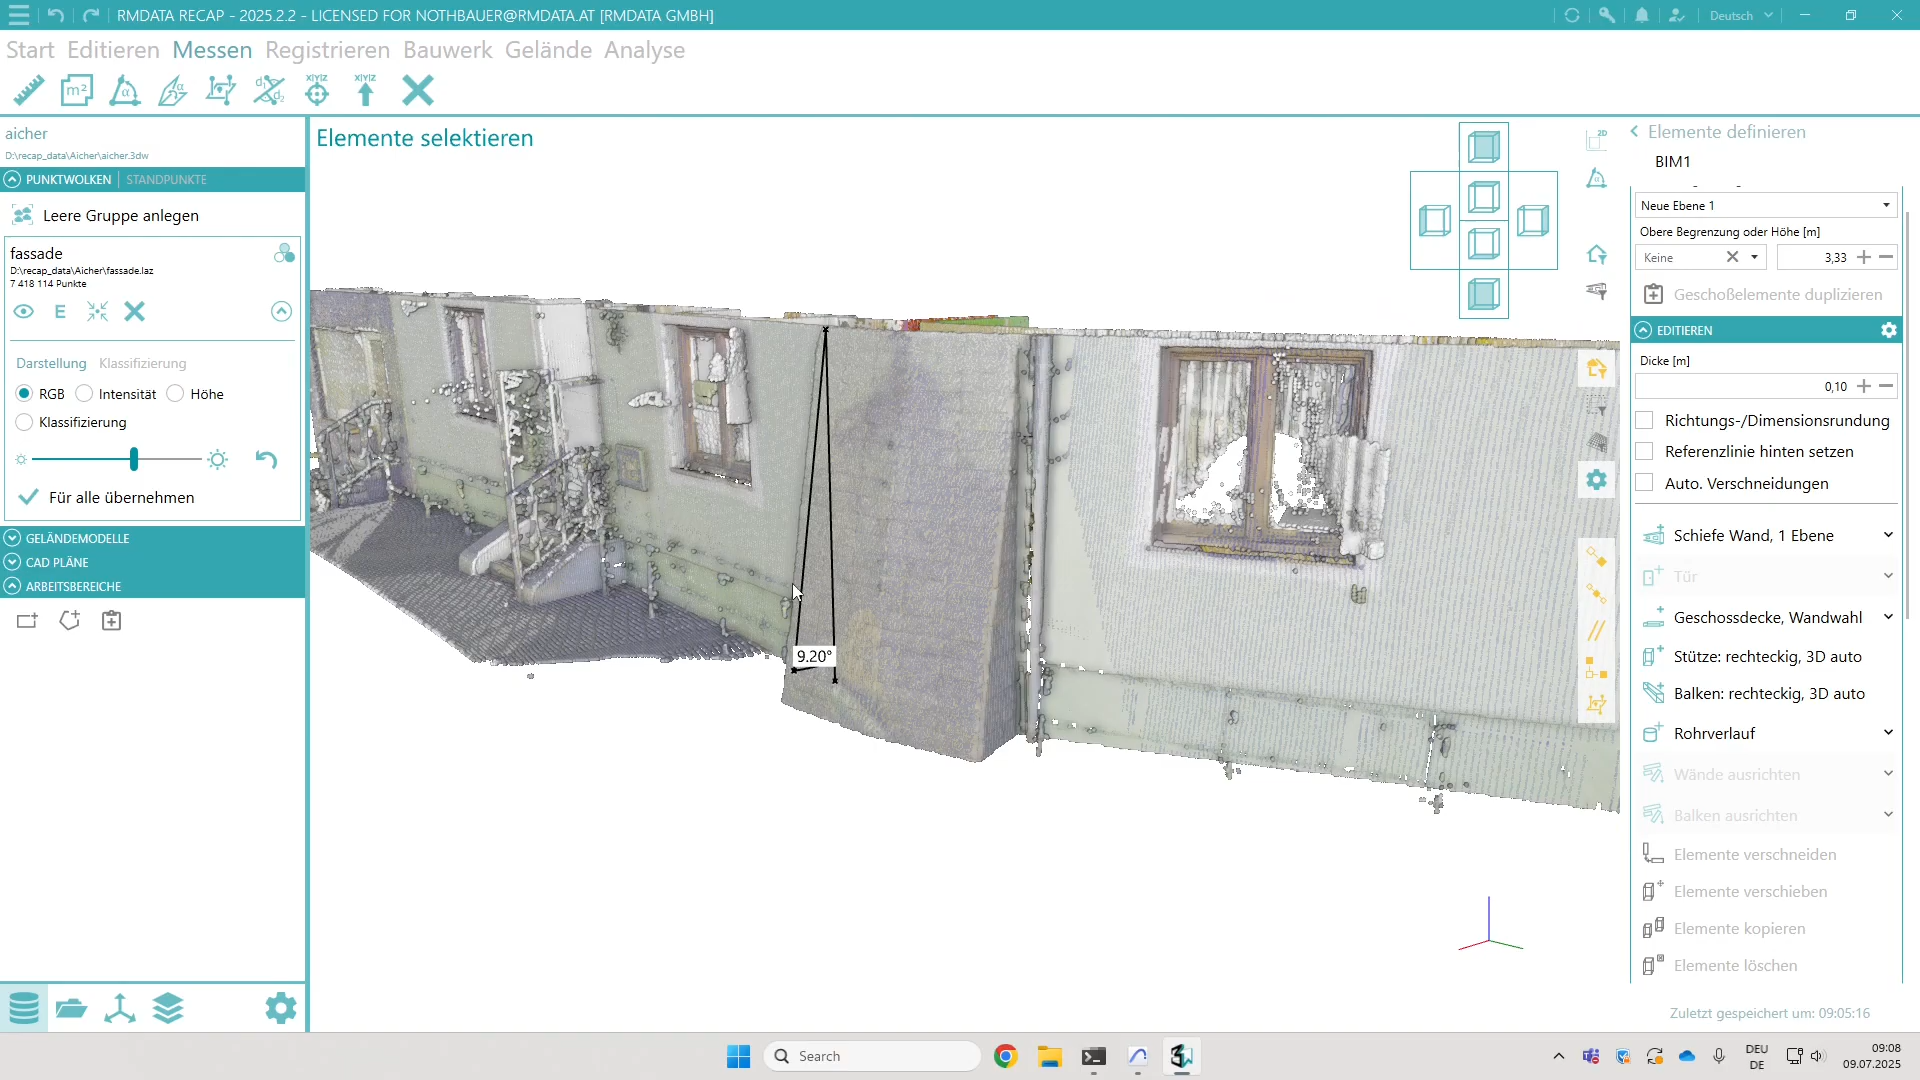 RMDATA RECAP - 2025.2.2 - LICENSED FOR NOTHBAUER@RMDATA.AT [RMDATA GMBH]
Deutsch
Start Editieren Messen Registrieren Bauwerk Gelände Analyse
m²
α
α
d1 d2
X|Y|Z
X|Y|Z
aicher
D:\recap_data\Aicher\aicher.3dw
PUNKTWOLKEN | STANDPUNKTE
Leere Gruppe anlegen
fassade
D:\recap_data\Aicher\fassade.laz
7 418 114 Punkte
E
Darstellung Klassifizierung
RGB Intensität Höhe
Klassifizierung
Für alle übernehmen
GELÄNDEMODELLE
CAD PLÄNE
ARBEITSBEREICHE
Elemente selektieren
9.20°
2D
Elemente definieren
BIM1
Neue Ebene 1
Obere Begrenzung oder Höhe [m]
Keine 3,33
Geschoßelemente duplizieren
EDITIEREN
Dicke [m]
0,10
Richtungs-/Dimensionsrundung
Referenzlinie hinten setzen
Auto. Verschneidungen
Schiefe Wand, 1 Ebene
Tür
Geschossdecke, Wandwahl
Stütze: rechteckig, 3D auto
Balken: rechteckig, 3D auto
Rohrverlauf
Wände ausrichten
Balken ausrichten
Elemente verschneiden
Elemente verschieben
Elemente kopieren
Elemente löschen
Zuletzt gespeichert um: 09:05:16
Search
DEU
DE
09:08
09.07.2025